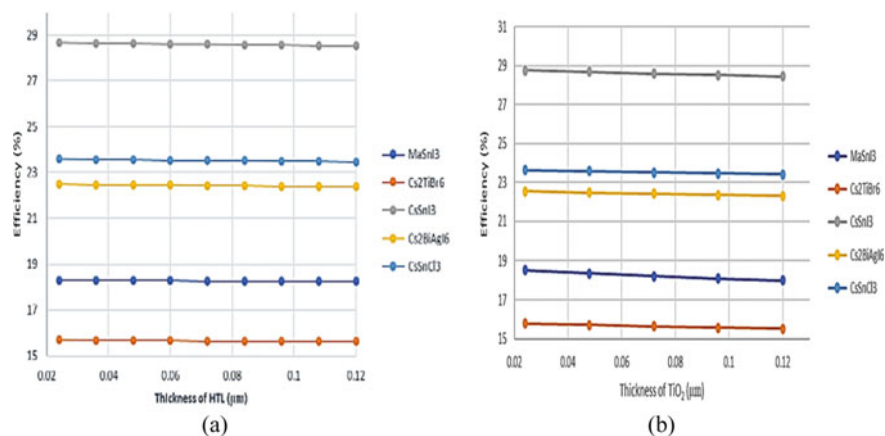 29
27
25
23
21
19
17
15
Efficiency (%)
0.02
0.04
0.06
0.08
0.1
0.12
Thickness of HTL (μm)
MaSnI3
Cs2TiBr6
CsSnI3
Cs2BiAgI6
CsSnCl3
(a)
31
29
27
25
23
21
19
17
15
Efficiency (%)
0.02
0.04
0.06
0.08
0.1
0.12
Thickness of TiO₂ (μm)
MaSnI3
Cs2TiBr6
CsSnI3
Cs2BiAgI6
CsSnCl3
(b)